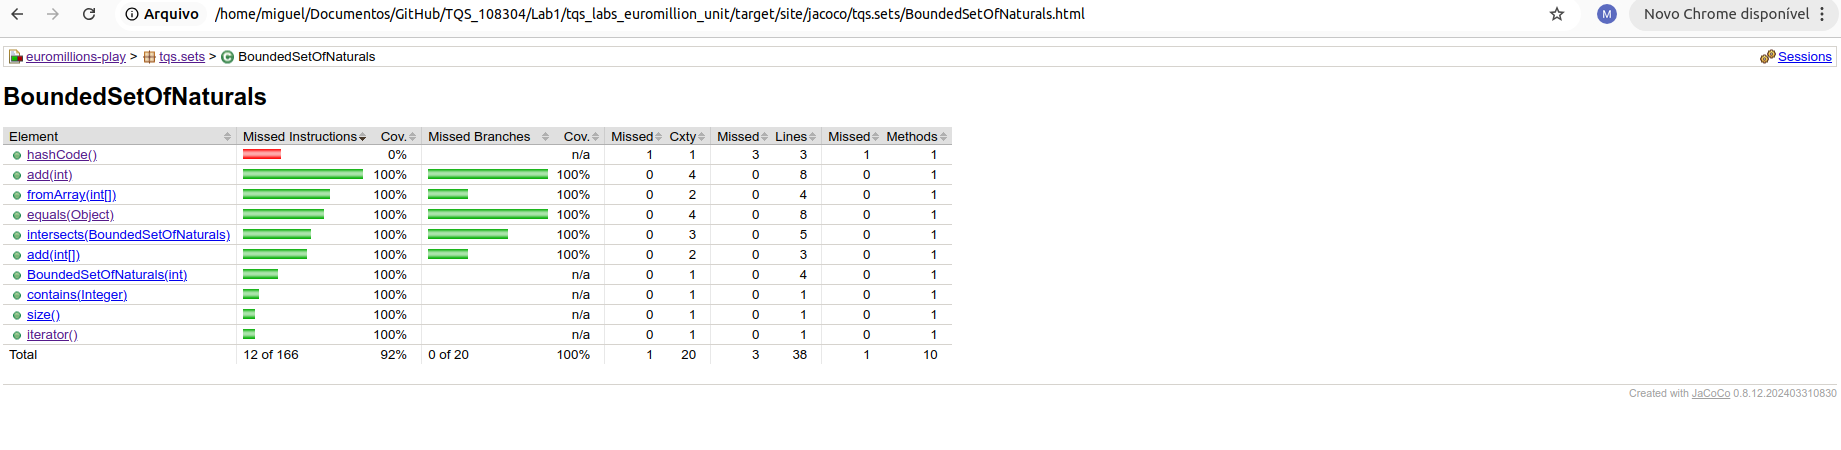 Arquivo /home/miguel/Documentos/GitHub/TQS_108304/Lab1/tqs_labs_euromillion_unit/target/site/jacoco/tqs.sets/BoundedSetOfNaturals.html M Novo Chrome disponível
euromillions-play > tqs.sets > C BoundedSetOfNaturals Sessions
BoundedSetOfNaturals
Element Missed Instructions Cov. Missed Branches Cov. Missed Cxty Missed Lines Missed Methods
hashCode() 0% n/a 1 1 3 3 1 1
add(int) 100% 100% 0 4 0 8 0 1
fromArray(int[]) 100% 100% 0 2 0 4 0 1
equals(Object) 100% 100% 0 4 0 8 0 1
intersects(BoundedSetOfNaturals) 100% 100% 0 3 0 5 0 1
add(int[]) 100% 100% 0 2 0 3 0 1
BoundedSetOfNaturals(int) 100% n/a 0 1 0 4 0 1
contains(Integer) 100% n/a 0 1 0 1 0 1
size() 100% n/a 0 1 0 1 0 1
iterator() 100% n/a 0 1 0 1 0 1
Total 12 of 166 92% 0 of 20 100% 1 20 3 38 1 10
Created with JaCoCo 0.8.12.202403310830